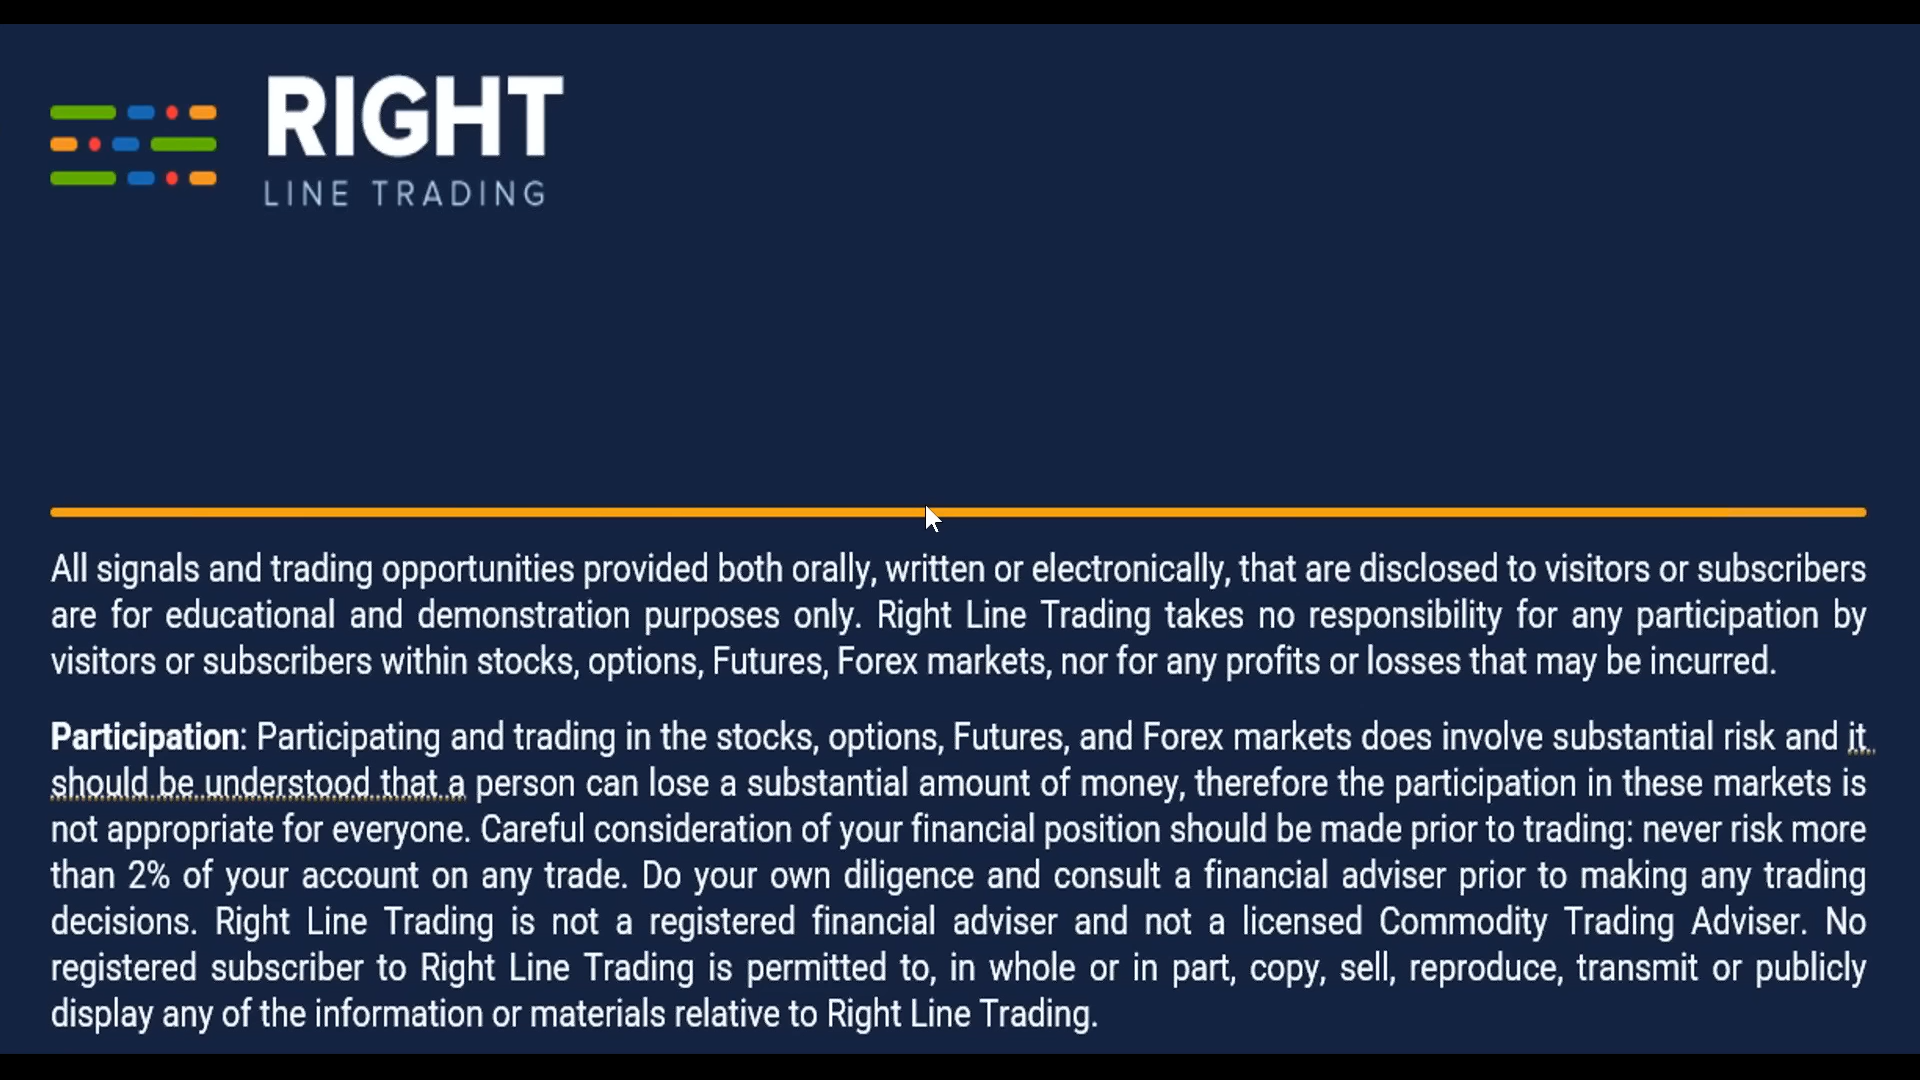 RIGHT
LINE TRADING
All signals and trading opportunities provided both orally, written or electronically, that are disclosed to visitors or subscribers
are for educational and demonstration purposes only. Right Line Trading takes no responsibility for any participation by
visitors or subscribers within stocks, options, Futures, Forex markets, nor for any profits or losses that may be incurred.
Participation: Participating and trading in the stocks, options, Futures, and Forex markets does involve substantial risk and it
should be understood that a person can lose a substantial amount of money, therefore the participation in these markets is
not appropriate for everyone. Careful consideration of your financial position should be made prior to trading: never risk more
than 2% of your account on any trade. Do your own diligence and consult a financial adviser prior to making any trading
decisions. Right Line Trading is not a registered financial adviser and not a licensed Commodity Trading Adviser. No
registered subscriber to Right Line Trading is permitted to, in whole or in part, copy, sell, reproduce, transmit or publicly
display any of the information or materials relative to Right Line Trading.